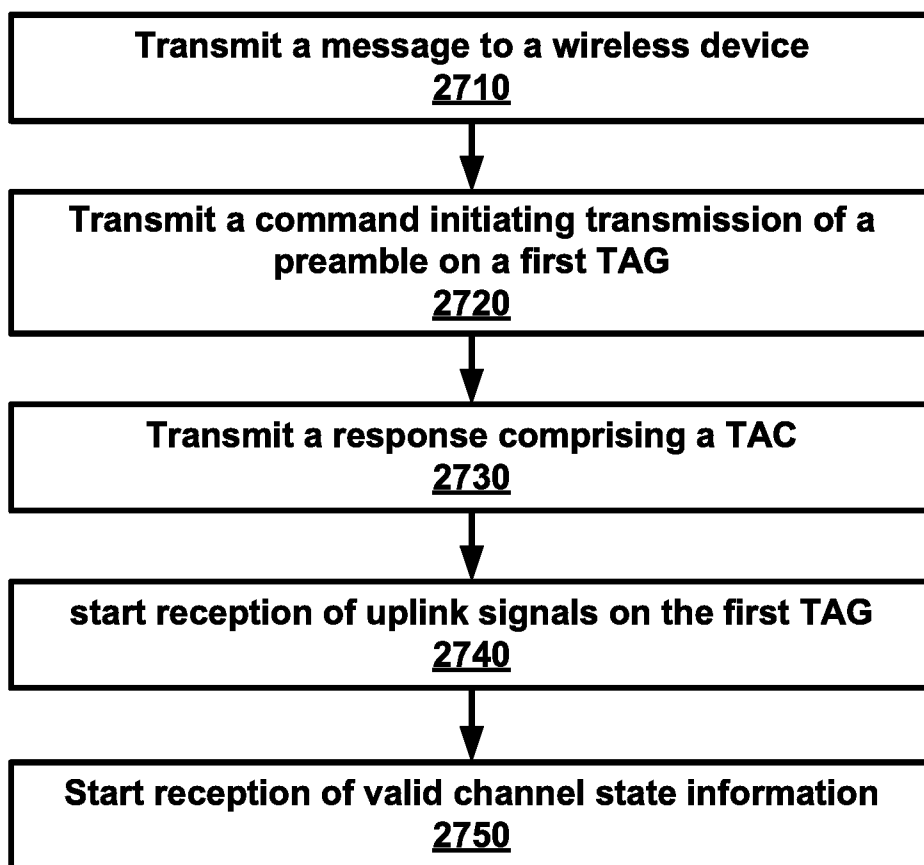 Transmit a message to a wireless device
2710
Transmit a command initiating transmission of a
preamble on a first TAG
2720
Transmit a response comprising a TAC
2730
start reception of uplink signals on the first TAG
2740
Start reception of valid channel state information
2750